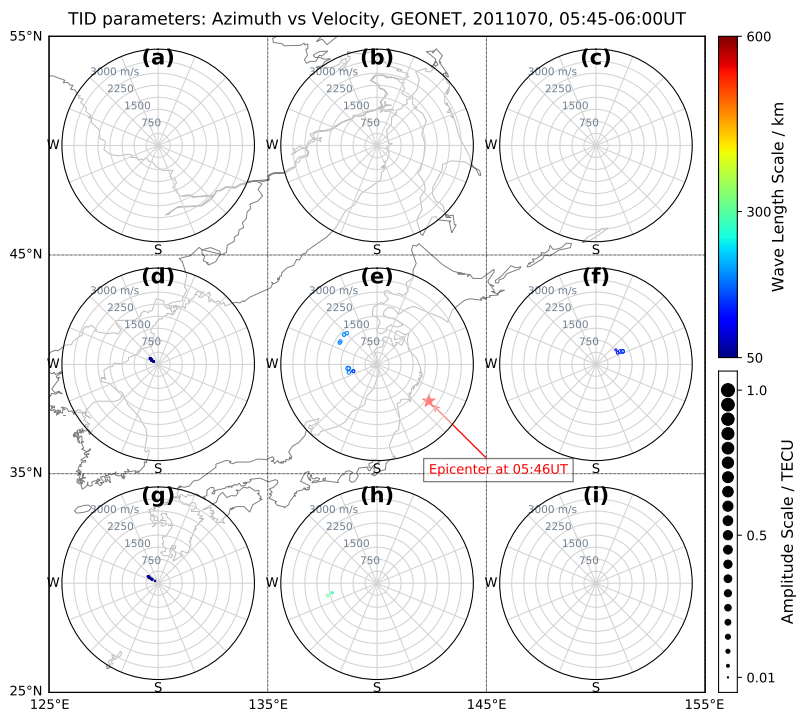 TID parameters: Azimuth vs Velocity, GEONET, 2011070, 05:45-06:00UT
55°N
45°N
35°N
25°N
125°E
135°E
145°E
155°E
(a)
3000 m/s
2250
1500
750
W
S
(b)
3000 m/s
2250
1500
750
W
S
(c)
3000 m/s
2250
1500
750
W
S
(d)
3000 m/s
2250
1500
750
W
S
(e)
3000 m/s
2250
1500
750
W
S
(f)
3000 m/s
2250
1500
750
W
S
Epicenter at 05:46UT
(g)
3000 m/s
2250
1500
750
W
S
(h)
3000 m/s
2250
1500
750
W
S
(i)
3000 m/s
2250
1500
750
W
S
600
300
50
Wave Length Scale / km
1.0
0.5
0.01
Amplitude Scale / TECU